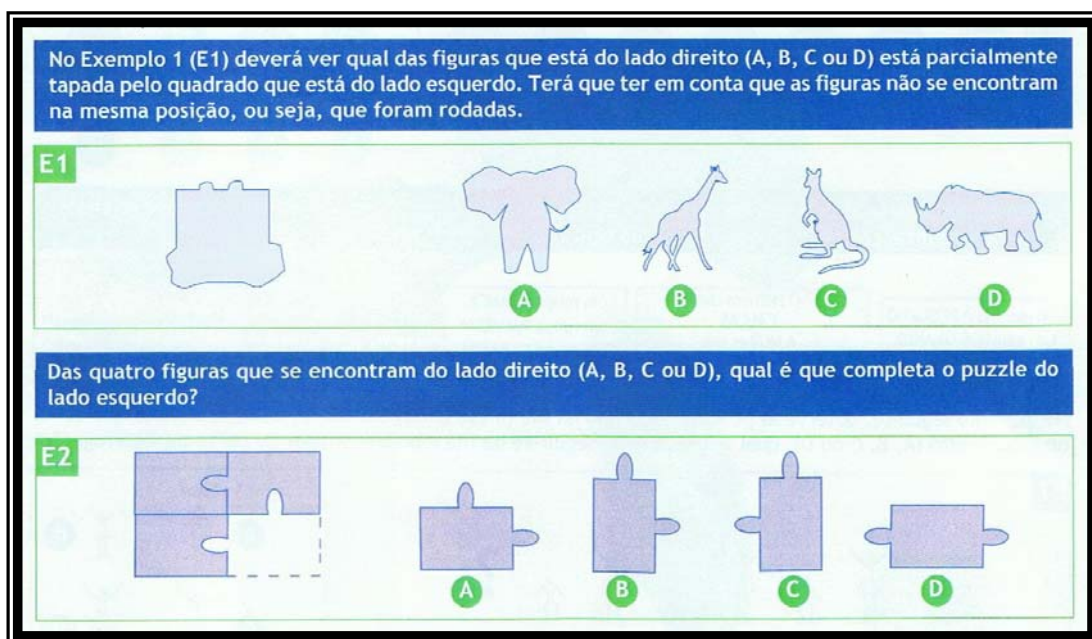 No Exemplo 1 (E1) deverá ver qual das figuras que está do lado direito (A, B, C ou D) está parcialmente
tapada pelo quadrado que está do lado esquerdo. Terá que ter em conta que as figuras não se encontram
na mesma posição, ou seja, que foram rodadas.
E1
A B C D
Das quatro figuras que se encontram do lado direito (A, B, C ou D), qual é que completa o puzzle do
lado esquerdo?
E2
A B C D